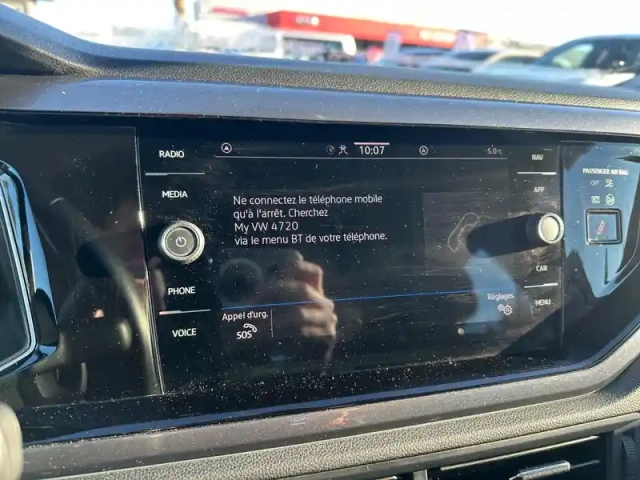 RADIO
10:07
-5.0°C
NAV
MEDIA
APP
PASSENGER AIR BAG
OFF
Ne connectez le téléphone mobile
qu'à l'arrêt. Cherchez
My VW 4720
via le menu BT de votre téléphone.
PHONE
CAR
Réglages
MENU
VOICE
Appel d'urg.
SOS